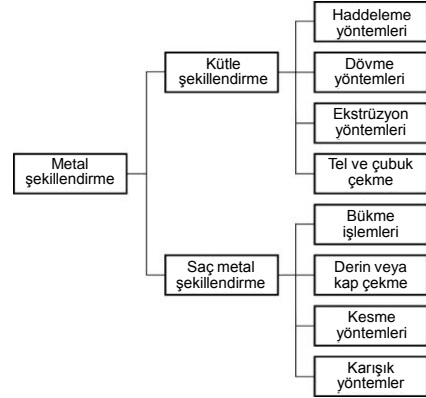 Haddeleme
yöntemleri
Kütle
şekillendirme
Dövme
yöntemleri
Ekstrüzyon
yöntemleri
Metal
şekillendirme
Tel ve çubuk
çekme
Bükme
işlemleri
Saç metal
şekillendirme
Derin veya
kap çekme
Kesme
yöntemleri
Karışık
yöntemler